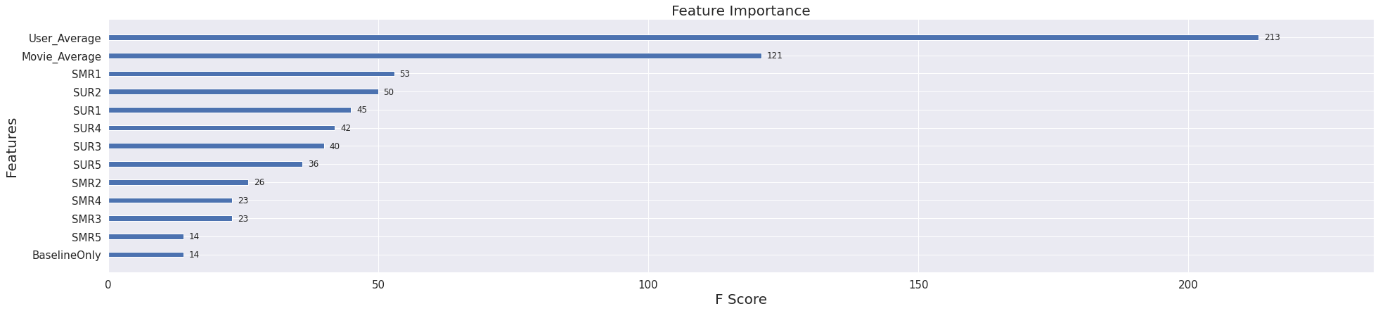 Feature Importance
Features
User_Average 213
Movie_Average 121
SMR1 53
SUR2 50
SUR1 45
SUR4 42
SUR3 40
SUR5 36
SMR2 26
SMR4 23
SMR3 23
SMR5 14
BaselineOnly 14
0 50 100 150 200
F Score